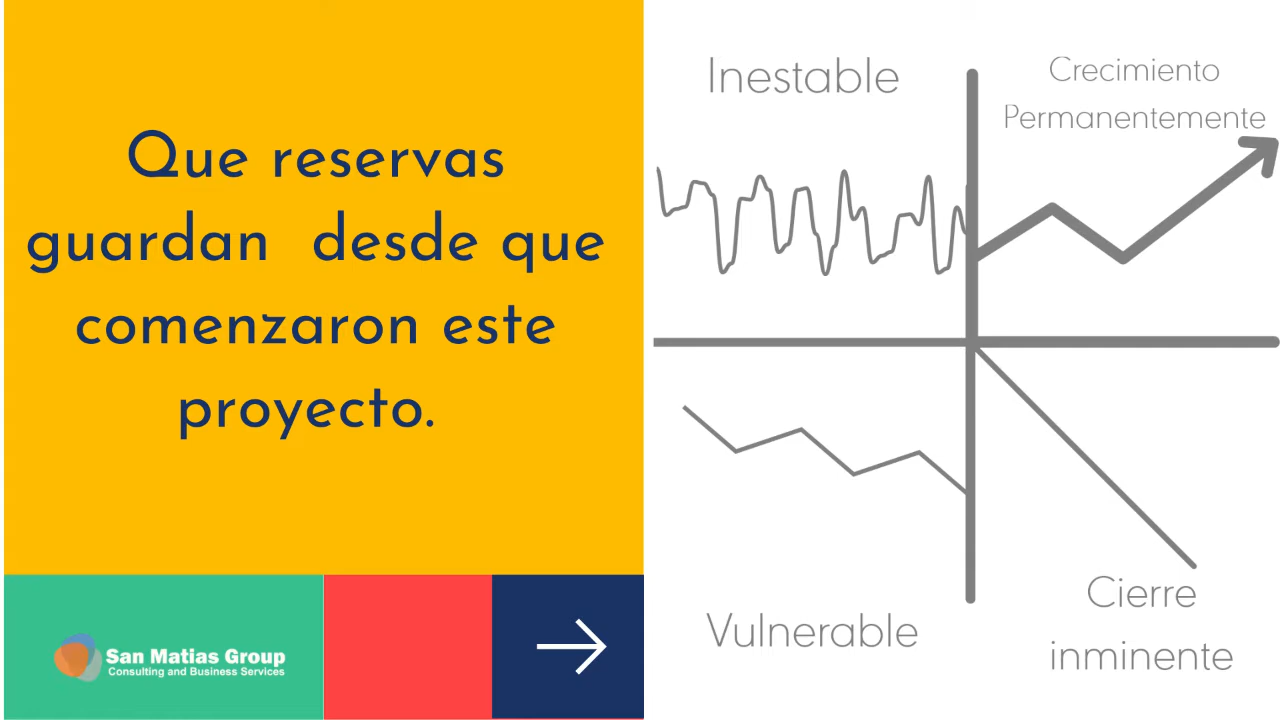 Que reservas
guardan desde que
comenzaron este
proyecto.
San Matias Group
Consulting and Business Services
Inestable
Crecimiento
Permanentemente
Vulnerable
Cierre
inminente